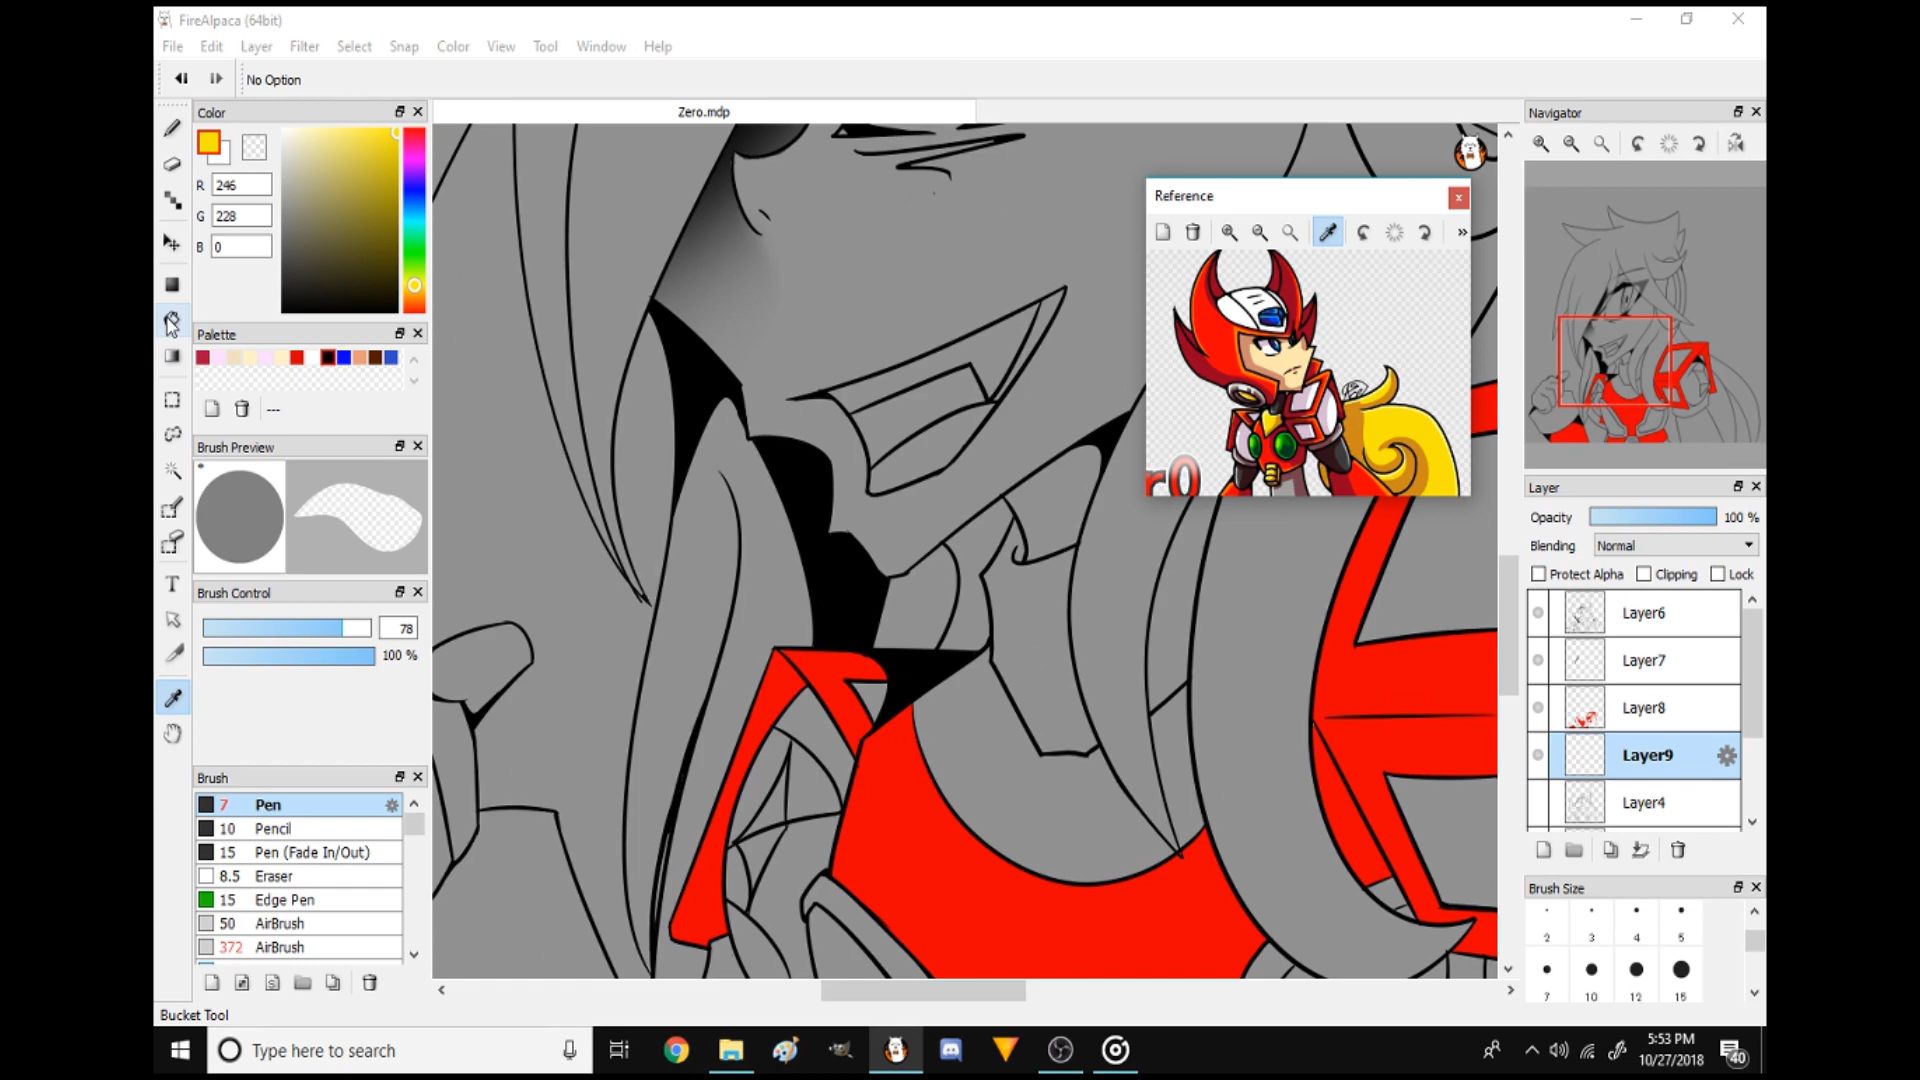 FireAlpaca (64bit)
File Edit Layer Filter Select Snap Color View Tool Window Help
No Option
Color
R 246
G 228
B 0
Palette
---
Brush Preview
Brush Control
78
100 %
Brush
7 Pen
10 Pencil
15 Pen (Fade In/Out)
8.5 Eraser
15 Edge Pen
50 AirBrush
372 AirBrush
Bucket Tool
Zero.mdp
Reference
r0
Navigator
Layer
Opacity 100 %
Blending Normal
Protect Alpha Clipping Lock
Layer6
Layer7
Layer8
Layer9
Layer4
Brush Size
2 3 4 5
7 10 12 15
Type here to search
5:53 PM
10/27/2018
40